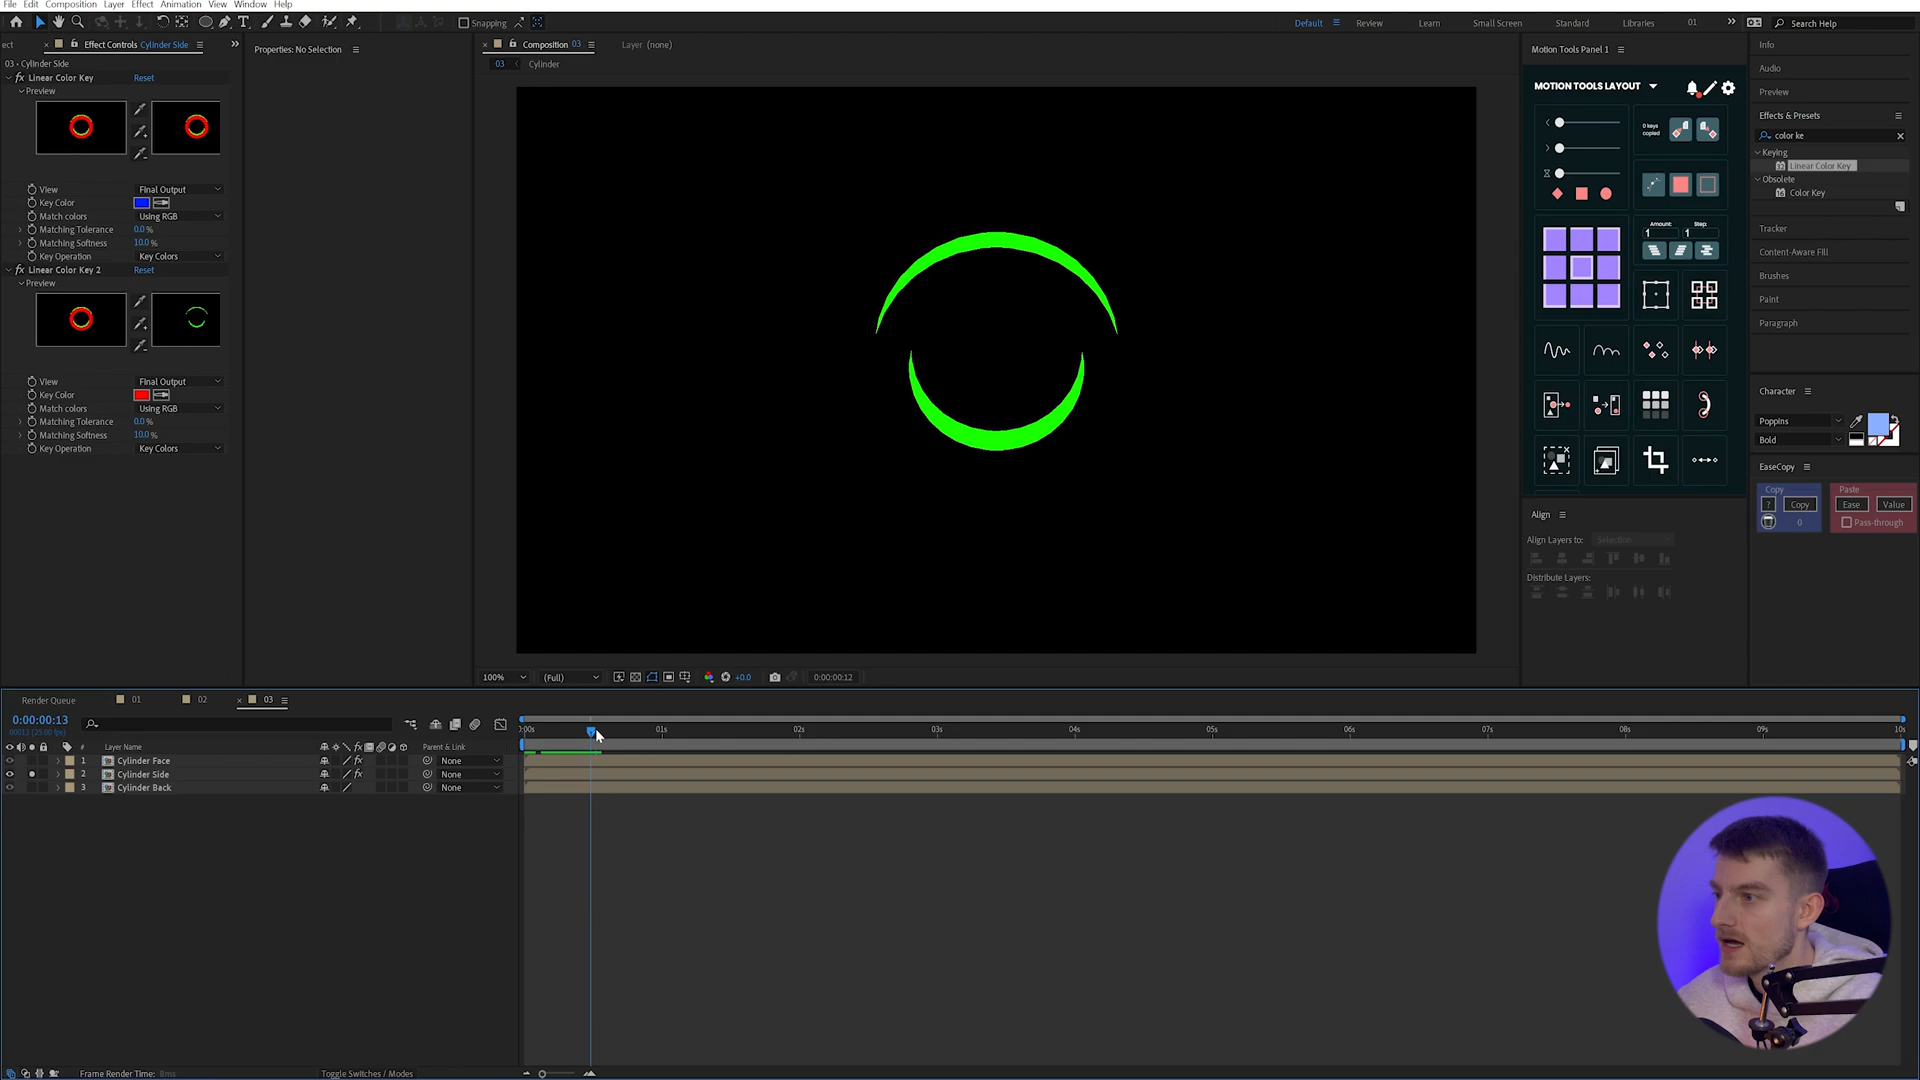 File Edit Composition Layer Effect Animation View Window Help
Snapping
Default Review Learn Small Screen Standard Libraries 01 Search Help
ect Effect Controls Cylinder Side
03 • Cylinder Side
Linear Color Key Reset
Preview
View Final Output
Key Color
Match colors Using RGB
Matching Tolerance 0.0 %
Matching Softness 10.0 %
Key Operation Key Colors
Linear Color Key 2 Reset
Preview
View Final Output
Key Color
Match colors Using RGB
Matching Tolerance 0.0 %
Matching Softness 10.0 %
Key Operation Key Colors
Properties: No Selection
Composition 03 Layer (none)
03 Cylinder
100% (Full) +0.0 0:00:00:12
Motion Tools Panel 1
MOTION TOOLS LAYOUT
0 keys
copied
Amount: Step:
1 1
Align
Align Layers to: Selection
Distribute Layers:
Info
Audio
Preview
Effects & Presets
color ke
Keying
Linear Color Key
Obsolete
Color Key
Tracker
Content-Aware Fill
Brushes
Paint
Paragraph
Character
Poppins
Bold
EaseCopy
Copy Paste
? Copy Ease Value
0 Pass-through
Render Queue 01 02 03
0:00:00:13
00013 (25.00 fps)
# Layer Name Parent & Link
1 Cylinder Face None
2 Cylinder Side None
3 Cylinder Back None
:00s 01s 02s 03s 04s 05s 06s 07s 08s 09s 10s
Frame Render Time: 8ms Toggle Switches / Modes